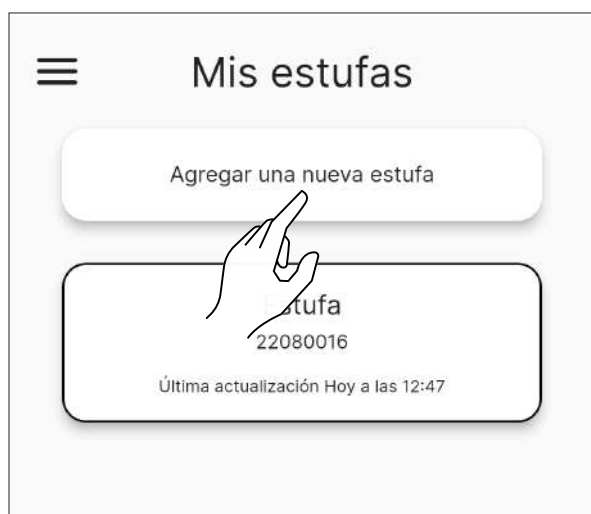 Mis estufas
Agregar una nueva estufa
Estufa
22080016
Última actualización Hoy a las 12:47